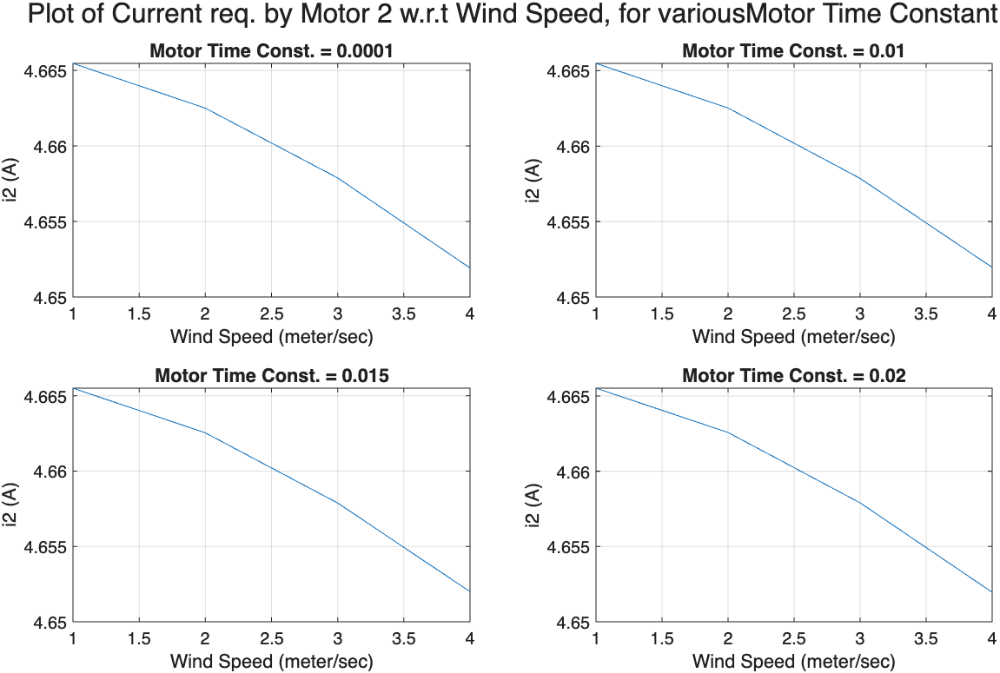 Plot of Current req. by Motor 2 w.r.t Wind Speed, for variousMotor Time Constant
Motor Time Const. = 0.0001
4.665
4.66
4.655
4.65
i2 (A)
1 1.5 2 2.5 3 3.5 4
Wind Speed (meter/sec)
Motor Time Const. = 0.01
4.665
4.66
4.655
4.65
i2 (A)
1 1.5 2 2.5 3 3.5 4
Wind Speed (meter/sec)
Motor Time Const. = 0.015
4.665
4.66
4.655
4.65
i2 (A)
1 1.5 2 2.5 3 3.5 4
Wind Speed (meter/sec)
Motor Time Const. = 0.02
4.665
4.66
4.655
4.65
i2 (A)
1 1.5 2 2.5 3 3.5 4
Wind Speed (meter/sec)